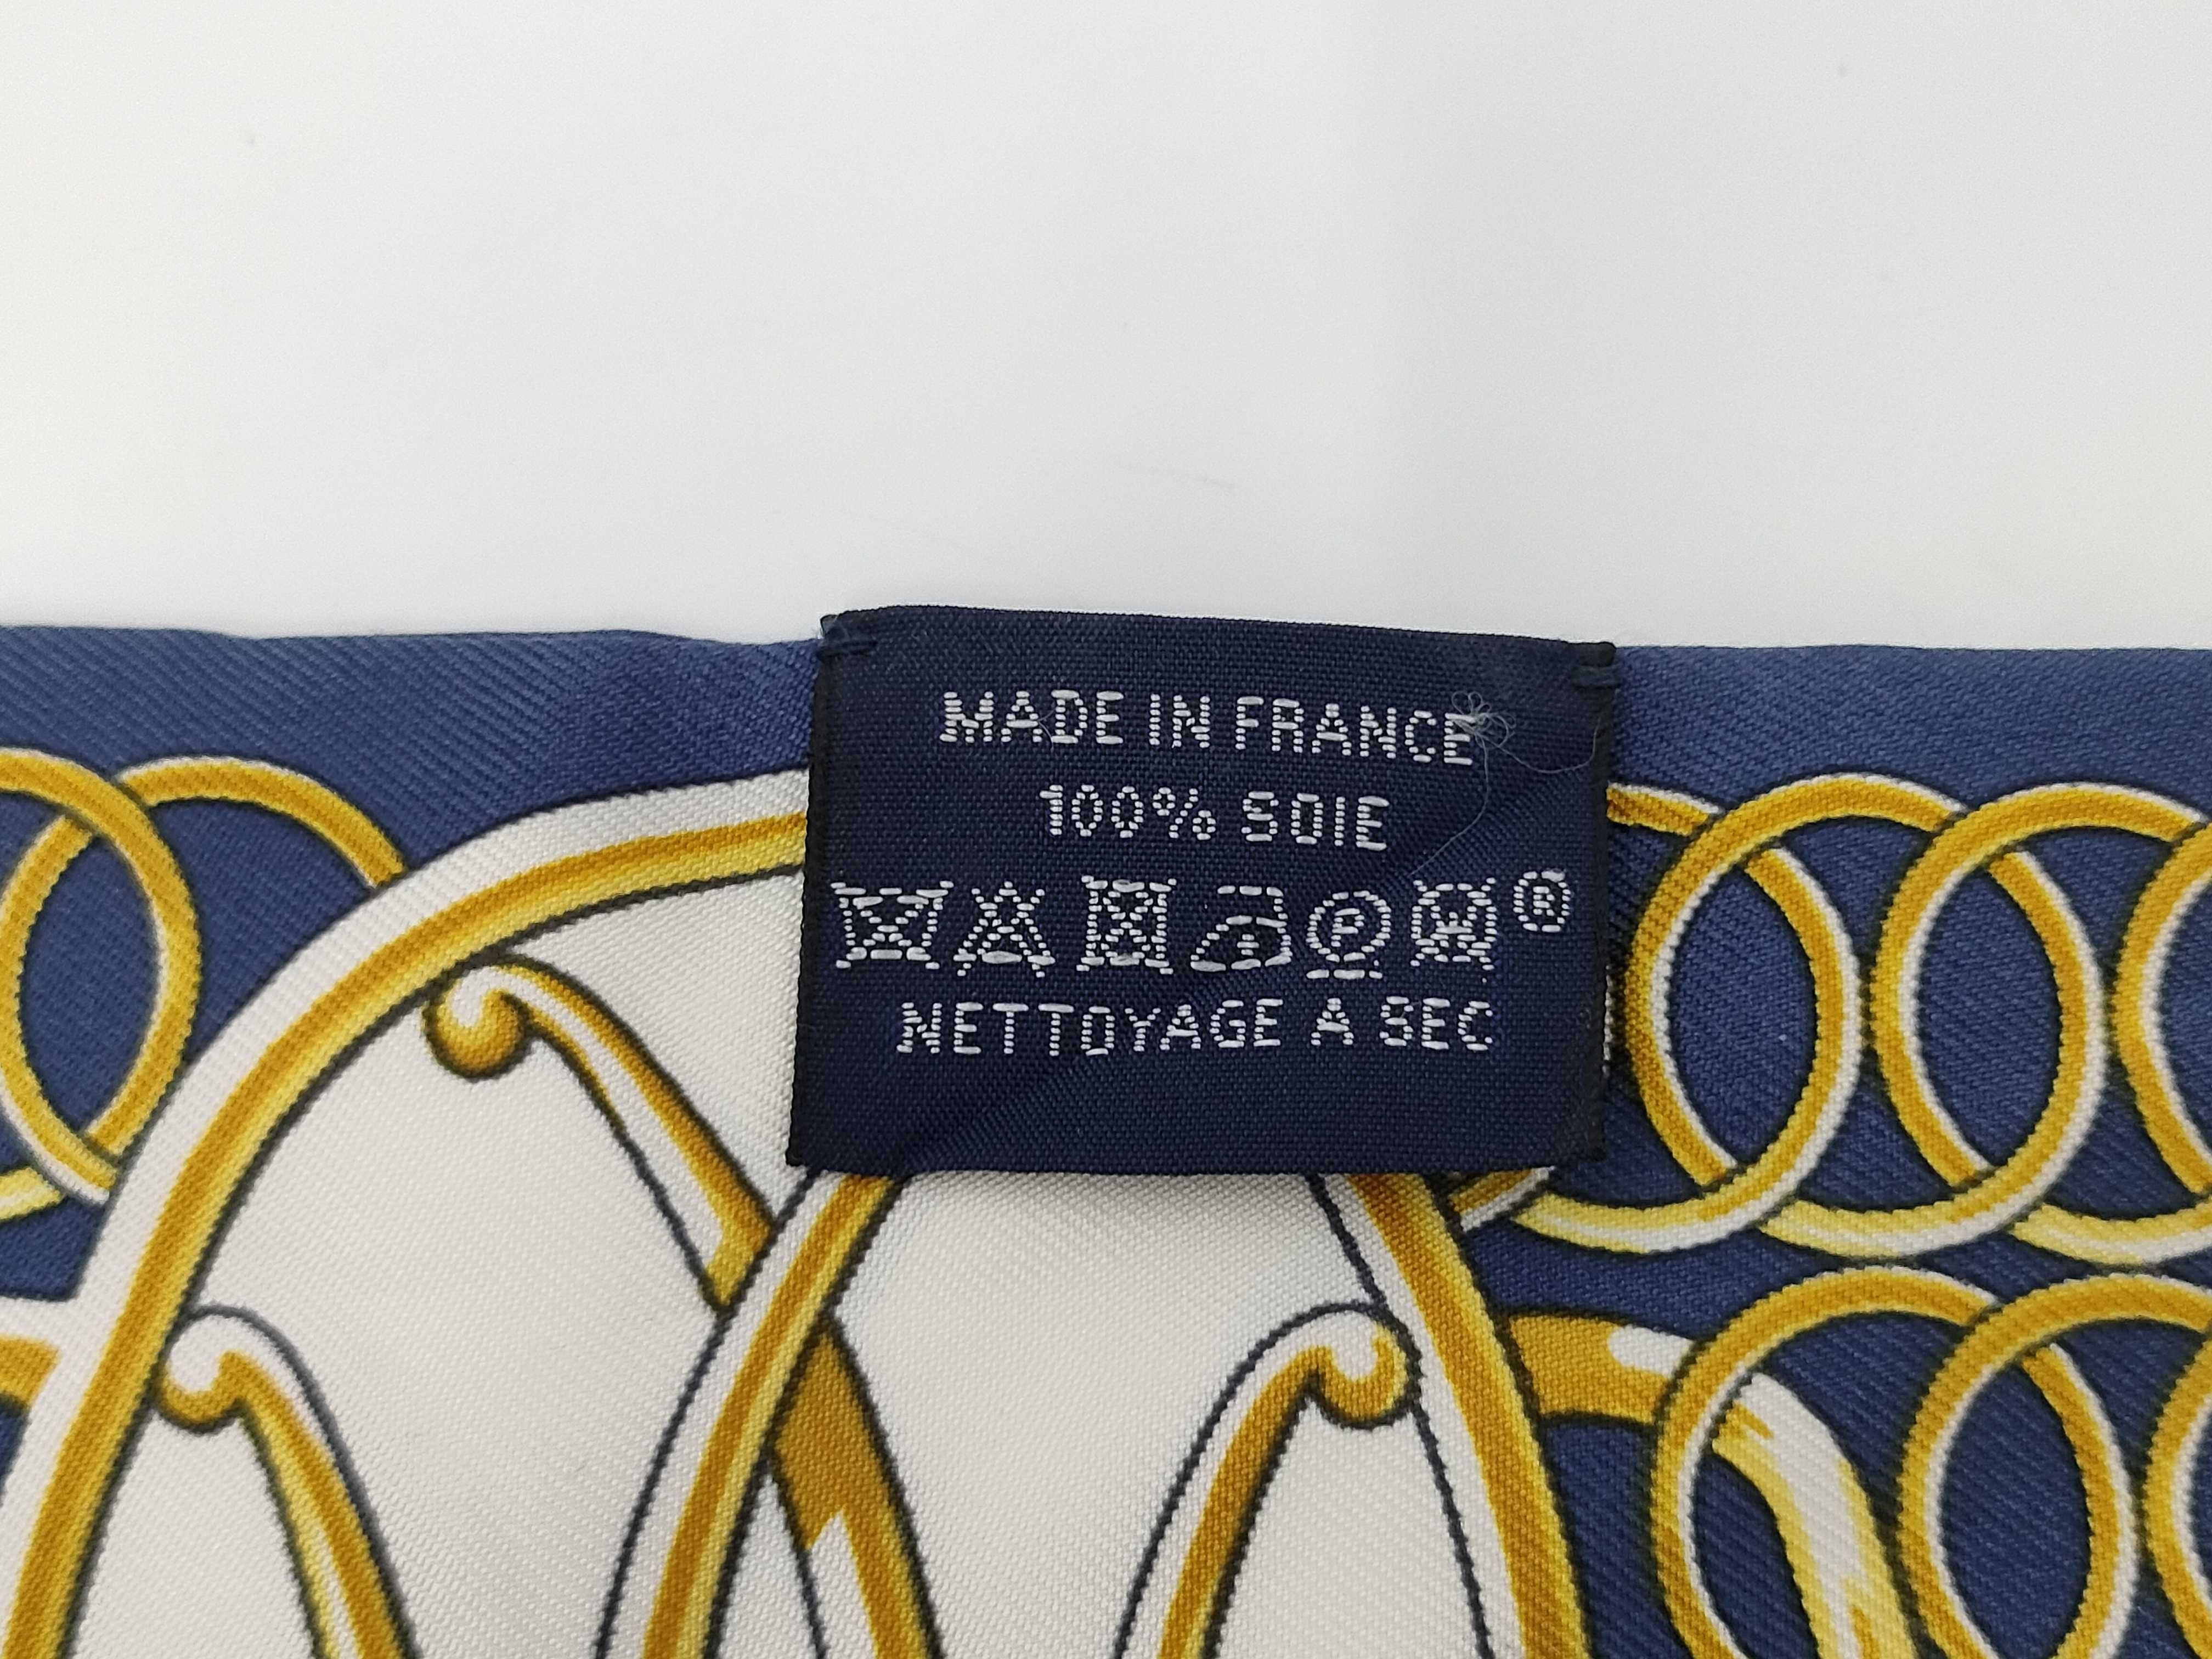 MADE IN FRANCE
100% SOIE
P W ®
NETTOYAGE A SEC